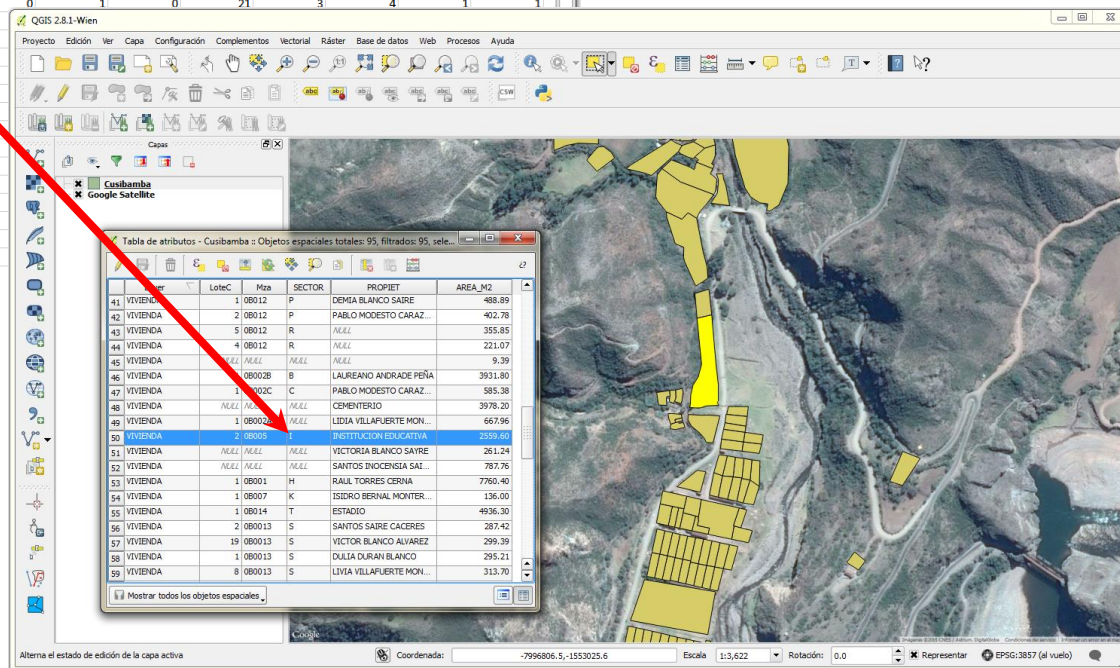 0 1 0 21 3 4 1 1
QGIS 2.8.1-Wien
Proyecto Edición Ver Capa Configuración Complementos Vectorial Ráster Base de datos Web Procesos Ayuda
CSW
Capas
Cusibamba
Google Satellite
Tabla de atributos - Cusibamba :: Objetos espaciales totales: 95, filtrados: 95, sele...
LoteC Mza SECTOR PROPIET AREA_M2
41 VIVIENDA 1 0B012 P DEMIA BLANCO SAIRE 488.89
42 VIVIENDA 2 0B012 P PABLO MODESTO CARAZ... 402.78
43 VIVIENDA 5 0B012 R NULL 355.85
44 VIVIENDA 4 0B012 R NULL 221.07
45 VIVIENDA NULL NULL NULL NULL 9.39
46 VIVIENDA 0B002B B LAUREANO ANDRADE PEÑA 3931.80
47 VIVIENDA 1 C PABLO MODESTO CARAZ... 585.38
48 VIVIENDA NULL NULL NULL CEMENTERIO 3978.20
49 VIVIENDA 1 NULL LIDIA VILLAFUERTE MON... 667.96
50 VIVIENDA 2 0B005 I INSTITUCION EDUCATIVA 2559.60
51 VIVIENDA NULL NULL NULL VICTORIA BLANCO SAYRE 261.24
52 VIVIENDA NULL NULL NULL SANTOS INOCENSIA SAI... 787.76
53 VIVIENDA 1 0B001 H RAUL TORRES CERNA 7760.40
54 VIVIENDA 1 0B007 K ISIDRO BERNAL MONTER... 136.00
55 VIVIENDA 1 0B014 T ESTADIO 4936.30
56 VIVIENDA 2 0B0013 S SANTOS SAIRE CACERES 287.42
57 VIVIENDA 19 0B0013 S VICTOR BLANCO ALVAREZ 299.39
58 VIVIENDA 1 0B0013 S DULIA DURAN BLANCO 295.21
59 VIVIENDA 8 0B0013 S LIVIA VILLAFUERTE MON... 313.70
Mostrar todos los objetos espaciales
Google
Alterna el estado de edición de la capa activa Coordenada: -7996806.5,-1553025.6 Escala 1:3,622 Rotación: 0.0 Representar EPSG:3857 (al vuelo)